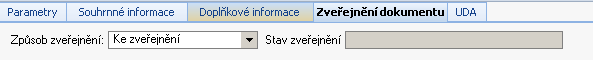 Parametry Souhrnné informace Doplňkové informace Zveřejnění dokumentu UDA
Způsob zveřejnění: Ke zveřejnění Stav zveřejnění